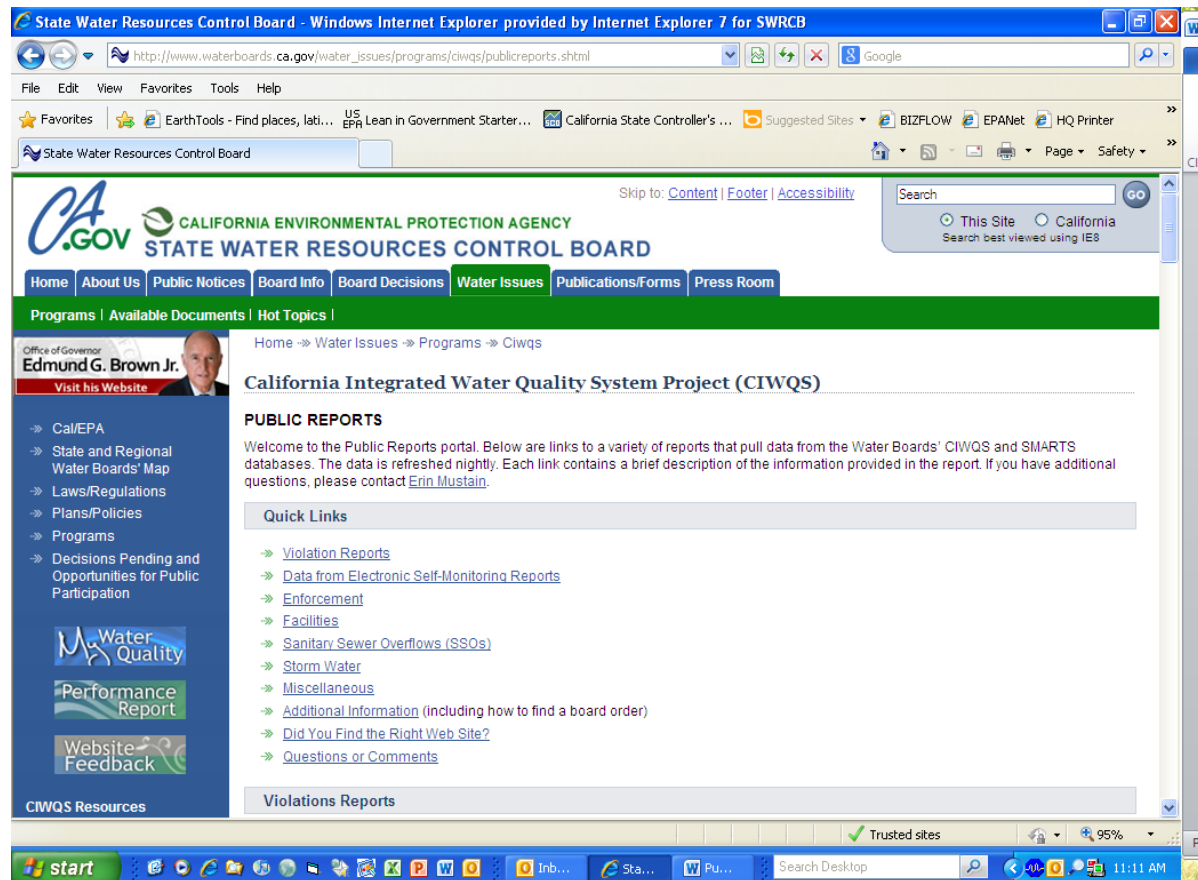 State Water Resources Control Board - Windows Internet Explorer provided by Internet Explorer 7 for SWRCB
http://www.waterboards.ca.gov/water_issues/programs/ciwqs/publicreports.shtml
Google
File Edit View Favorites Tools Help
Favorites EarthTools - Find places, lati... US EPA Lean in Government Starter... SCO California State Controller's ... Suggested Sites BIZFLOW EPANet HQ Printer
State Water Resources Control Board Page Safety
Skip to: Content | Footer | Accessibility
Search GO
This Site California
Search best viewed using IE8
CA.GOV
CALIFORNIA ENVIRONMENTAL PROTECTION AGENCY
STATE WATER RESOURCES CONTROL BOARD
Home About Us Public Notices Board Info Board Decisions Water Issues Publications/Forms Press Room
Programs | Available Documents | Hot Topics |
Office of Governor
Edmund G. Brown Jr.
Visit his Website
Cal/EPA
State and Regional
Water Boards' Map
Laws/Regulations
Plans/Policies
Programs
Decisions Pending and
Opportunities for Public
Participation
My Water
Quality
Performance
Report
Website
Feedback
CIWQS Resources
Home -» Water Issues -» Programs -» Ciwqs
California Integrated Water Quality System Project (CIWQS)
PUBLIC REPORTS
Welcome to the Public Reports portal. Below are links to a variety of reports that pull data from the Water Boards' CIWQS and SMARTS
databases. The data is refreshed nightly. Each link contains a brief description of the information provided in the report. If you have additional
questions, please contact Erin Mustain.
Quick Links
Violation Reports
Data from Electronic Self-Monitoring Reports
Enforcement
Facilities
Sanitary Sewer Overflows (SSOs)
Storm Water
Miscellaneous
Additional Information (including how to find a board order)
Did You Find the Right Web Site?
Questions or Comments
Violations Reports
Trusted sites 95%
start Inb... Sta... Pu... Search Desktop 11:11 AM